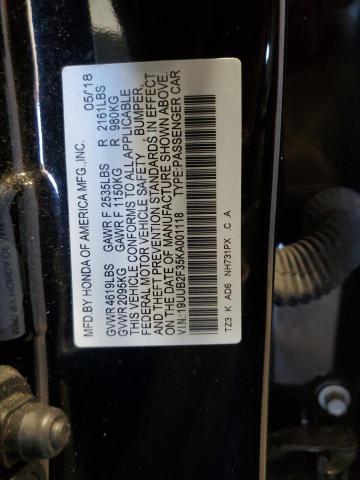 MFD.BY HONDA OF AMERICA MFG.,INC. 05/'18
GVWR 4619LBS GAWR F 2535LBS R 2161LBS
GVWR 2095KG GAWR F 1150KG R 980KG
THIS VEHICLE CONFORMS TO ALL APPLICABLE
FEDERAL MOTOR VEHICLE SAFETY, BUMPER,
AND THEFT PREVENTION STANDARDS IN EFFECT
ON THE DATE OF MANUFACTURE SHOWN ABOVE.
V.I.N.:19UUB2F35KA001118 TYPE:PASSENGER CAR
TZ3 K AD6 NH731PX C A